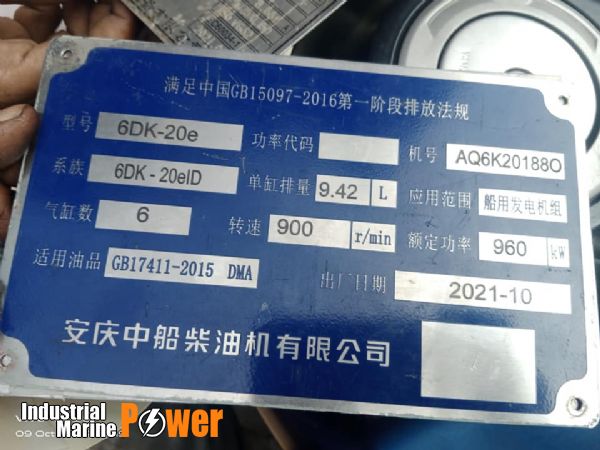 满足中国GB15097-2016第一阶段排放法规
型号 6DK-20e 功率代码 机号 AQ6K20188O
系族 6DK-20eID 单缸排量 9.42 L 应用范围 船用发电机组
气缸数 6 转速 900 r/min 额定功率 960 kW
适用油品 GB17411-2015 DMA 出厂日期 2021-10
安庆中船柴油机有限公司
Industrial
Marine Power
09 Oct